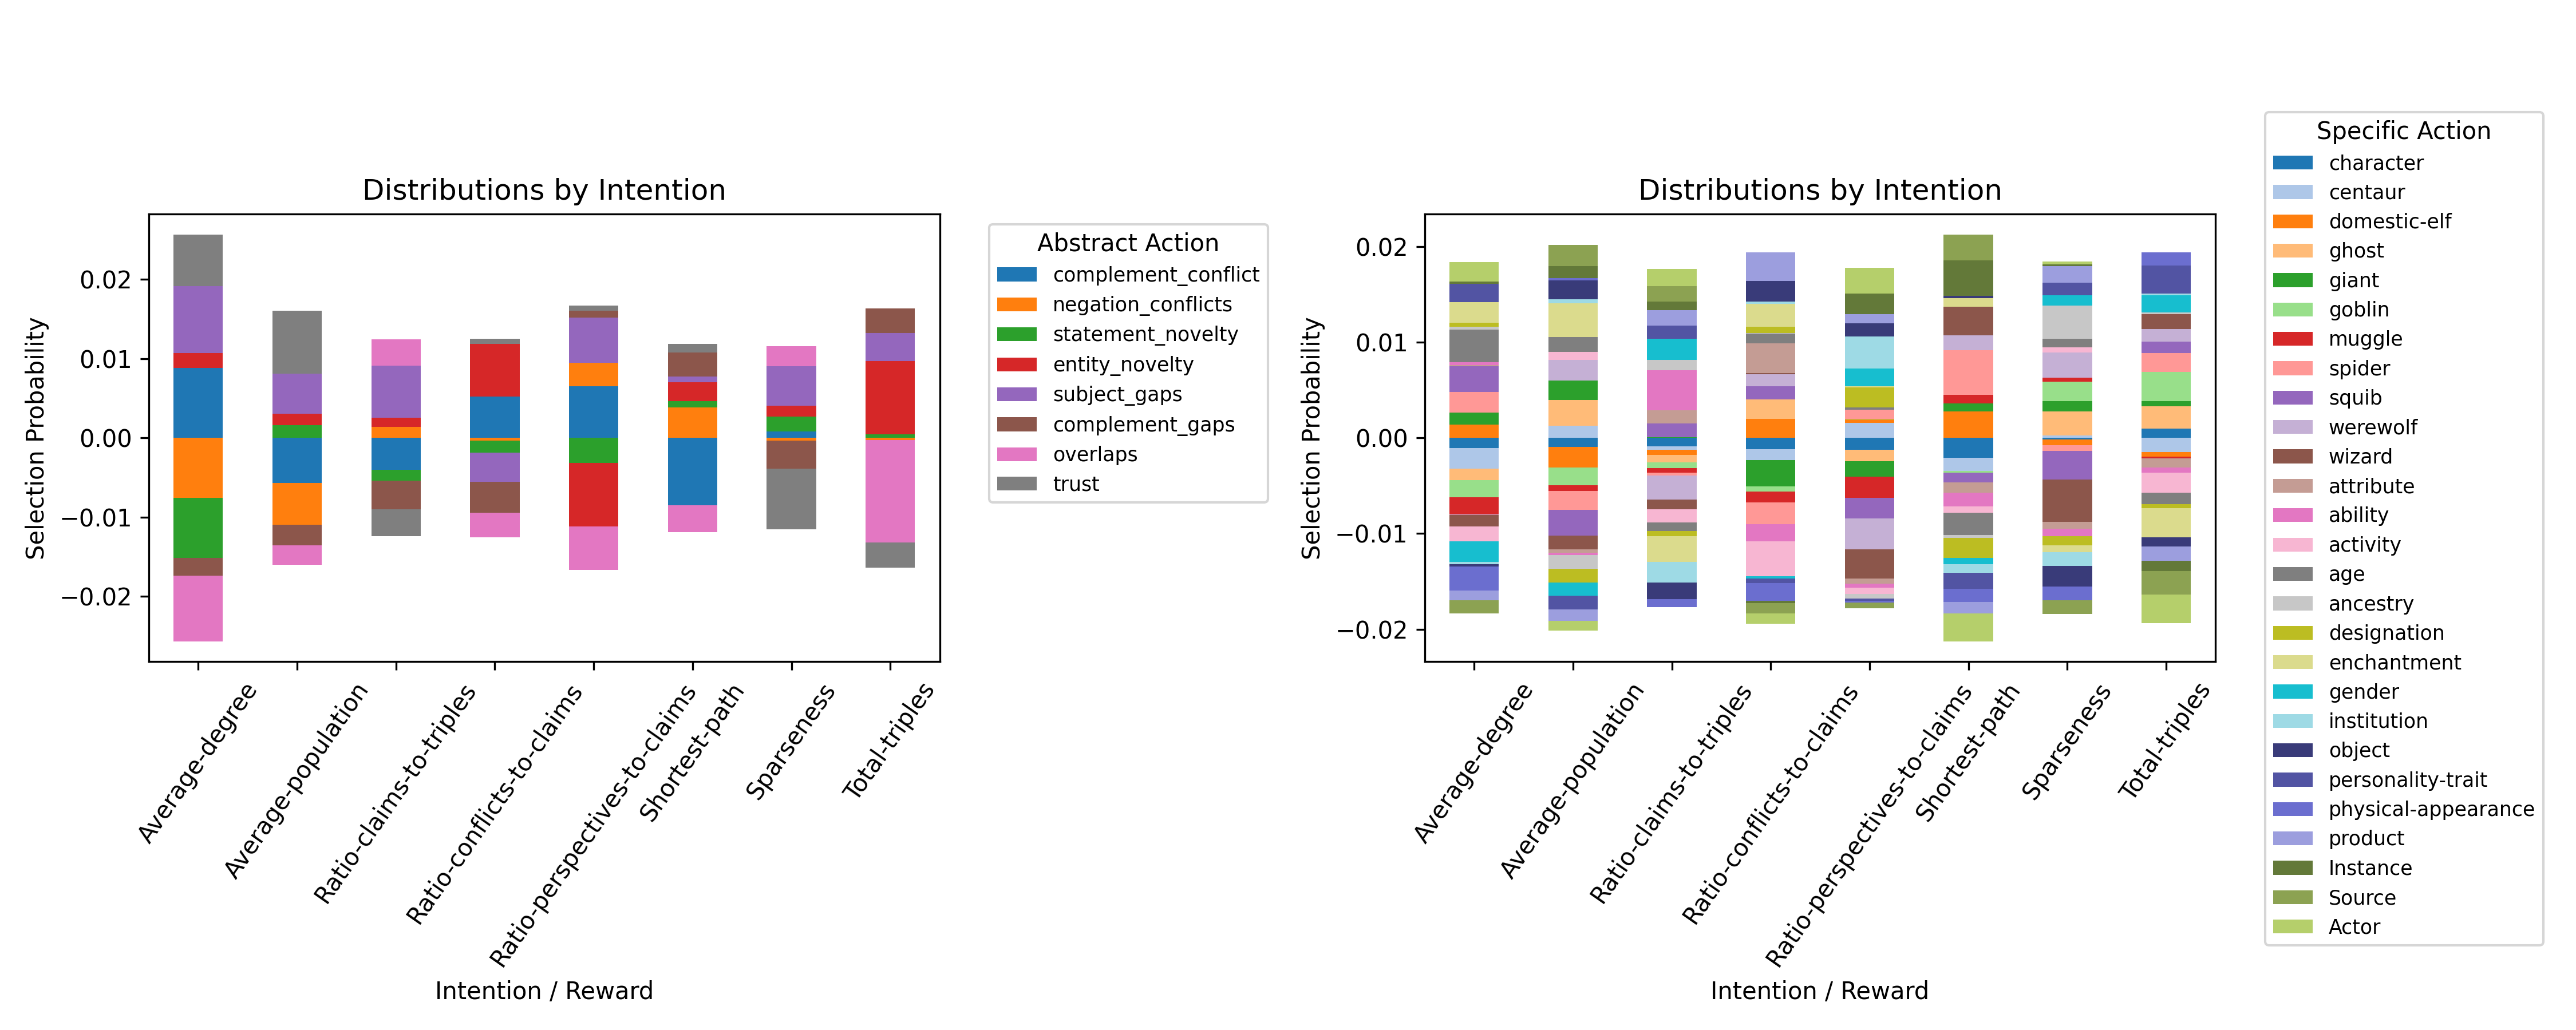 Distributions by Intention
Selection Probability
0.02
0.01
0.00
−0.01
−0.02
Average-degree
Average-population
Ratio-claims-to-triples
Ratio-conflicts-to-claims
Ratio-perspectives-to-claims
Shortest-path
Sparseness
Total-triples
Intention / Reward
Abstract Action
complement_conflict
negation_conflicts
statement_novelty
entity_novelty
subject_gaps
complement_gaps
overlaps
trust
Distributions by Intention
Selection Probability
0.02
0.01
0.00
−0.01
−0.02
Average-degree
Average-population
Ratio-claims-to-triples
Ratio-conflicts-to-claims
Ratio-perspectives-to-claims
Shortest-path
Sparseness
Total-triples
Intention / Reward
Specific Action
character
centaur
domestic-elf
ghost
giant
goblin
muggle
spider
squib
werewolf
wizard
attribute
ability
activity
age
ancestry
designation
enchantment
gender
institution
object
personality-trait
physical-appearance
product
Instance
Source
Actor